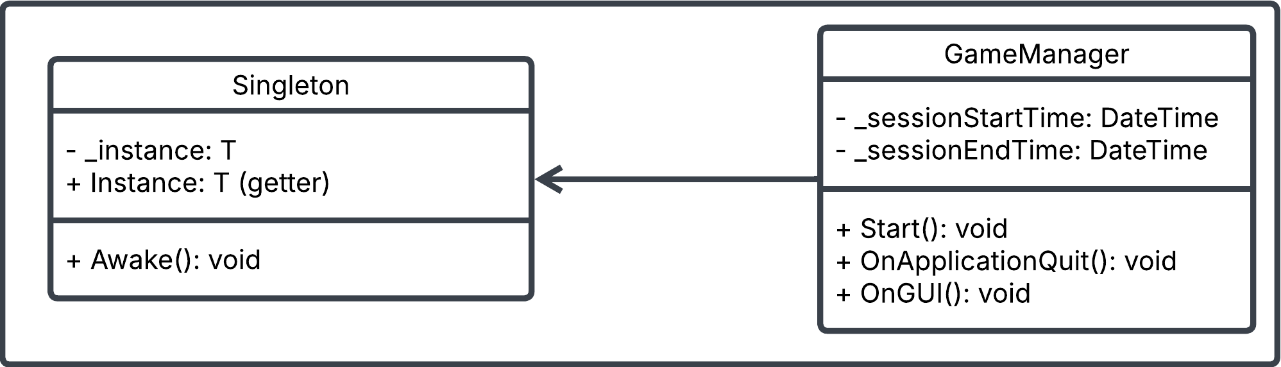 Singleton
- _instance: T
+ Instance: T (getter)
+ Awake(): void
GameManager
- _sessionStartTime: DateTime
- _sessionEndTime: DateTime
+ Start(): void
+ OnApplicationQuit(): void
+ OnGUI(): void